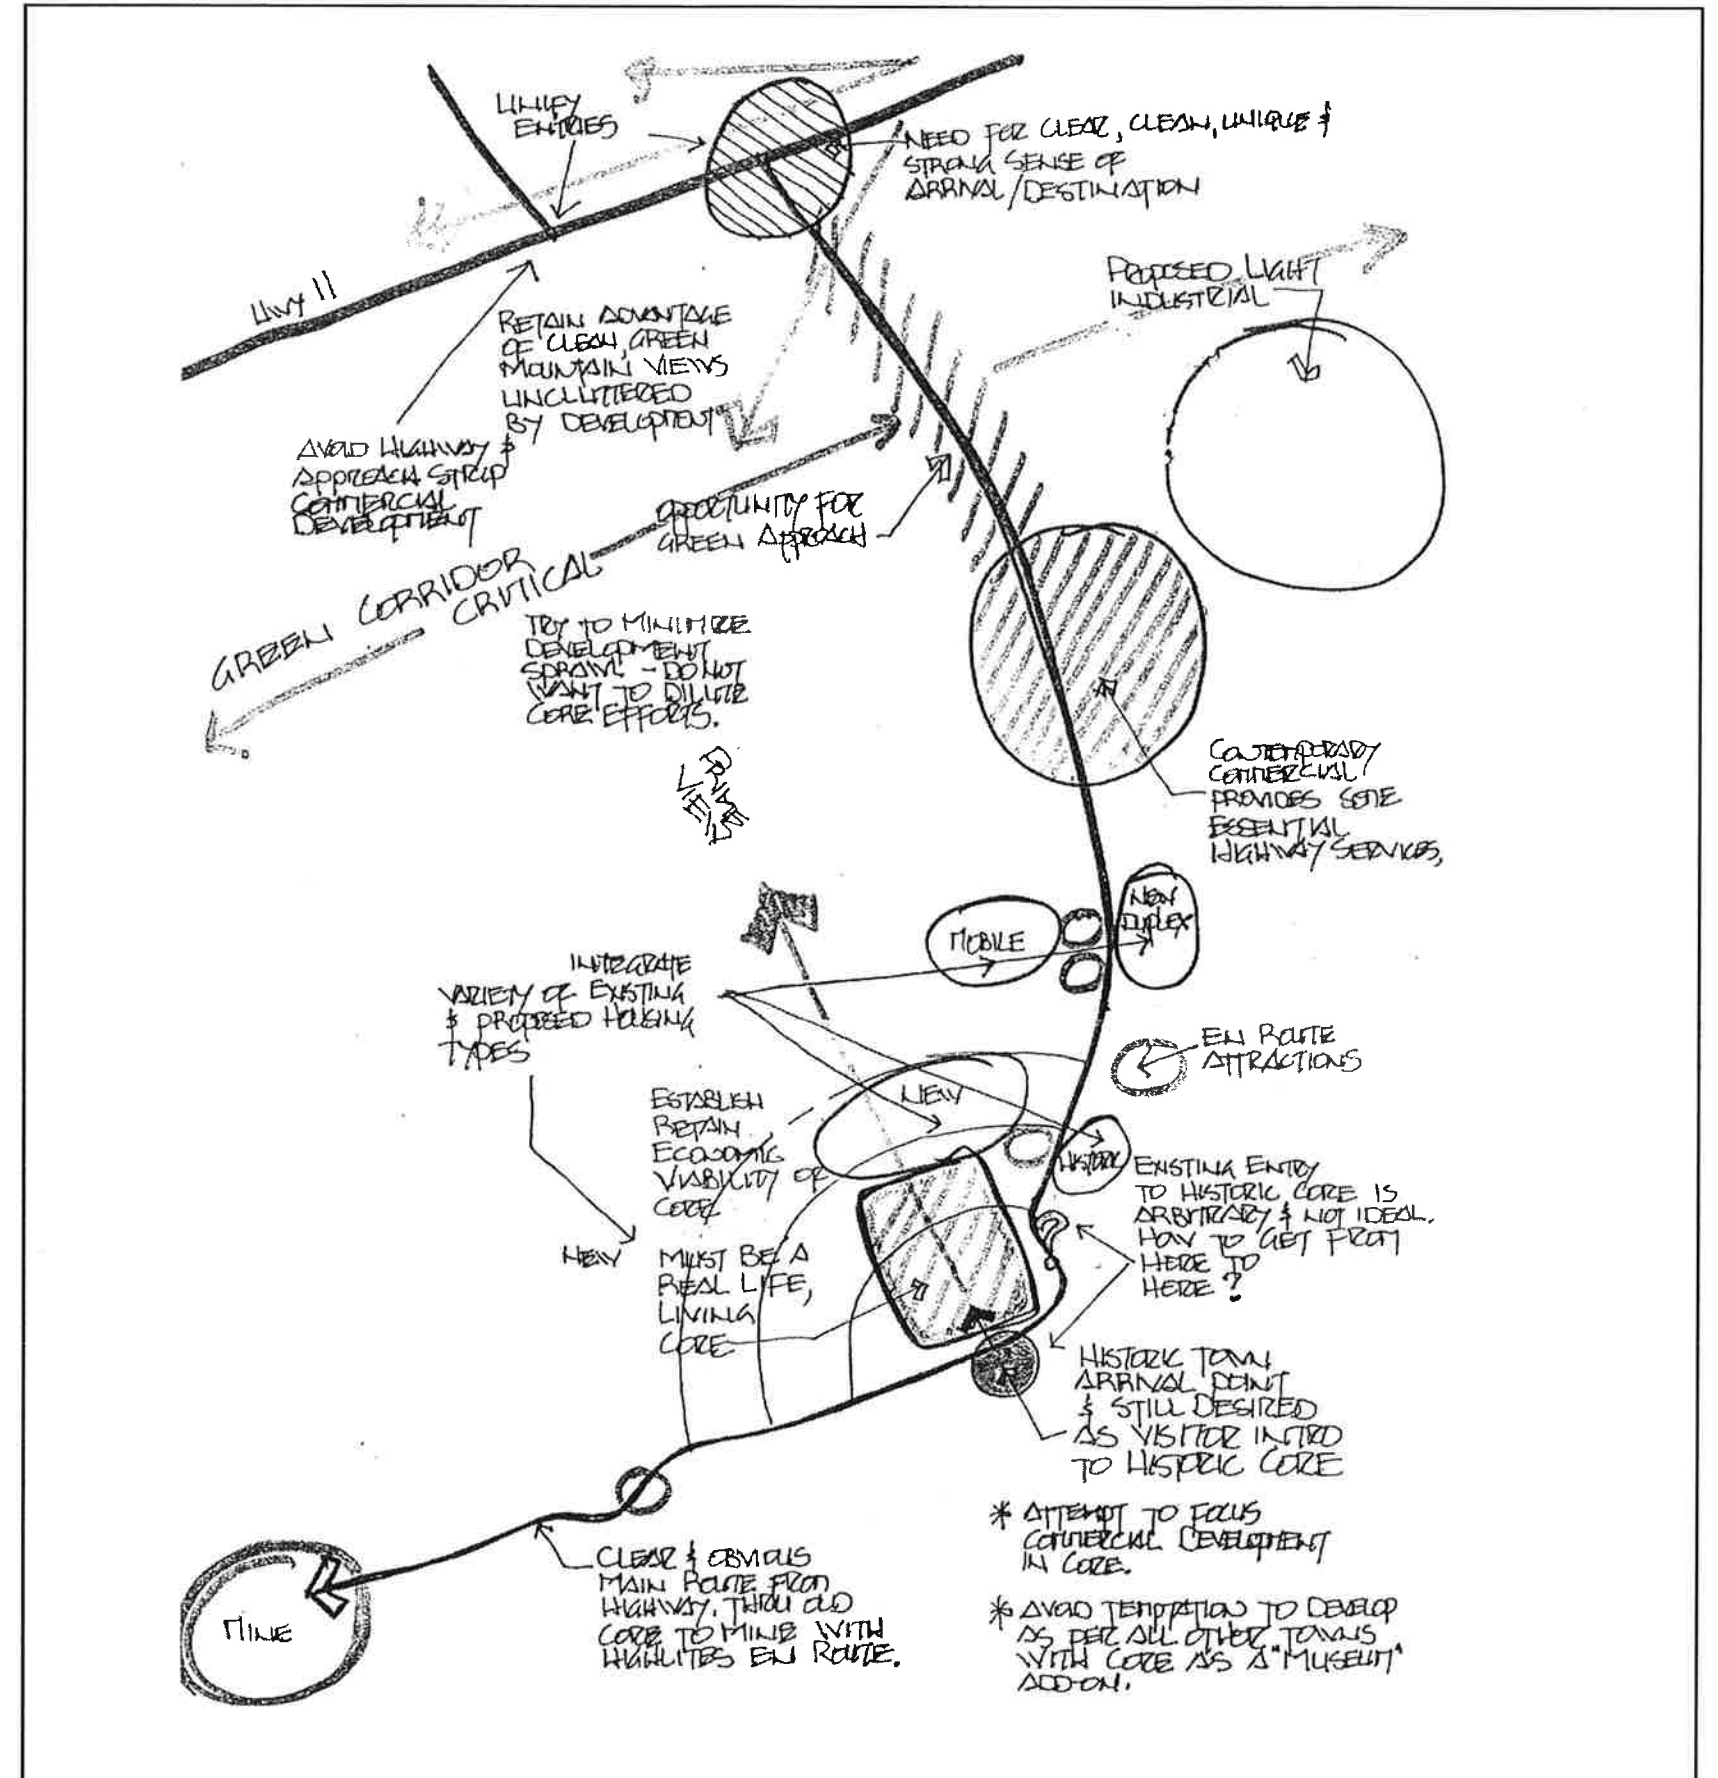 UNIFY
ENTRIES
NEED FOR CLEAR, CLEAN, UNIQUE &
STRONG SENSE OF
ARRIVAL/DESTINATION
HWY 11
PROPOSED LIGHT
INDUSTRIAL
RETAIN ADVANTAGE
OF CLEAN, GREEN
MOUNTAIN VIEWS
UNCLUTTERED
BY DEVELOPMENT
AVOID HIGHWAY &
APPROACH STRIP
COMMERCIAL
DEVELOPMENT
OPPORTUNITY FOR
GREEN APPROACH
GREEN CORRIDOR
CRITICAL
TRY TO MINIMIZE
DEVELOPMENT
SPRAWL - DO NOT
WANT TO DILUTE
CORE EFFORTS.
CONTEMPORARY
COMMERCIAL
PROVIDES SOME
ESSENTIAL
HIGHWAY SERVICES,
MOBILE
NEW
DUPLEX
INTEGRATE
VARIETY OF EXISTING
& PROPOSED HOUSING
TYPES
EN ROUTE
ATTRACTIONS
NEW
ESTABLISH
RETAIN
ECONOMIC
VIABILITY OF
CORE
HISTORIC
EXISTING ENTRY
TO HISTORIC CORE IS
ARBITRARY & NOT IDEAL.
HOW TO GET FROM
HERE TO
HERE?
NEW
MUST BE A
REAL LIFE,
LIVING
CORE
HISTORIC TOWN
ARRIVAL POINT
& STILL DESIRED
AS VISITOR INTRO
TO HISTORIC CORE
* ATTEMPT TO FOCUS
COMMERCIAL DEVELOPMENT
IN CORE.
CLEAR & OBVIOUS
MAIN ROUTE FROM
HIGHWAY, THRU OLD
CORE TO MINE WITH
HIGHLITES EN ROUTE.
MINE
* AVOID TEMPTATION TO DEVELOP
AS PER ALL OTHER TOWNS
WITH CORE AS A "MUSEUM"
ADD-ON.